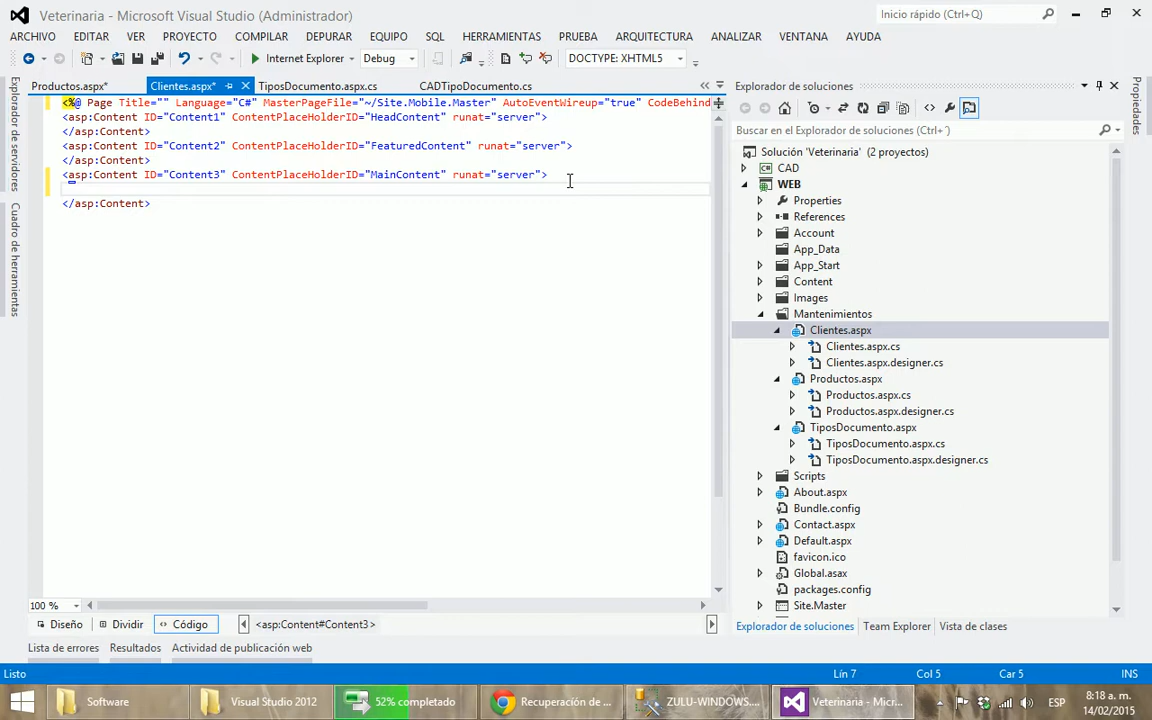 Veterinaria - Microsoft Visual Studio (Administrador)
Inicio rápido (Ctrl+Q)
ARCHIVO EDITAR VER PROYECTO COMPILAR DEPURAR EQUIPO SQL HERRAMIENTAS PRUEBA ARQUITECTURA ANALIZAR VENTANA AYUDA
Internet Explorer Debug DOCTYPE: XHTML5
Explorador de servidores
Cuadro de herramientas
Productos.aspx* Clientes.aspx* TiposDocumento.aspx.cs CADTipoDocumento.cs
<%@ Page Title="" Language="C#" MasterPageFile="~/Site.Mobile.Master" AutoEventWireup="true" CodeBehind
<asp:Content ID="Content1" ContentPlaceHolderID="HeadContent" runat="server">
</asp:Content>
<asp:Content ID="Content2" ContentPlaceHolderID="FeaturedContent" runat="server">
</asp:Content>
<asp:Content ID="Content3" ContentPlaceHolderID="MainContent" runat="server">
</asp:Content>
100 %
Diseño Dividir Código <asp:Content#Content3>
Explorador de soluciones
Buscar en el Explorador de soluciones (Ctrl+´)
Solución 'Veterinaria' (2 proyectos)
CAD
WEB
Properties
References
Account
App_Data
App_Start
Content
Images
Mantenimientos
Clientes.aspx
Clientes.aspx.cs
Clientes.aspx.designer.cs
Productos.aspx
Productos.aspx.cs
Productos.aspx.designer.cs
TiposDocumento.aspx
TiposDocumento.aspx.cs
TiposDocumento.aspx.designer.cs
Scripts
About.aspx
Bundle.config
Contact.aspx
Default.aspx
favicon.ico
Global.asax
packages.config
Site.Master
Explorador de soluciones Team Explorer Vista de clases
Propiedades
Lista de errores Resultados Actividad de publicación web
Listo Lín 7 Col 5 Car 5 INS
Software Visual Studio 2012 52% completado Recuperación de ... ZULU-WINDOWS... Veterinaria - Micr... ESP
8:18 a. m.
14/02/2015